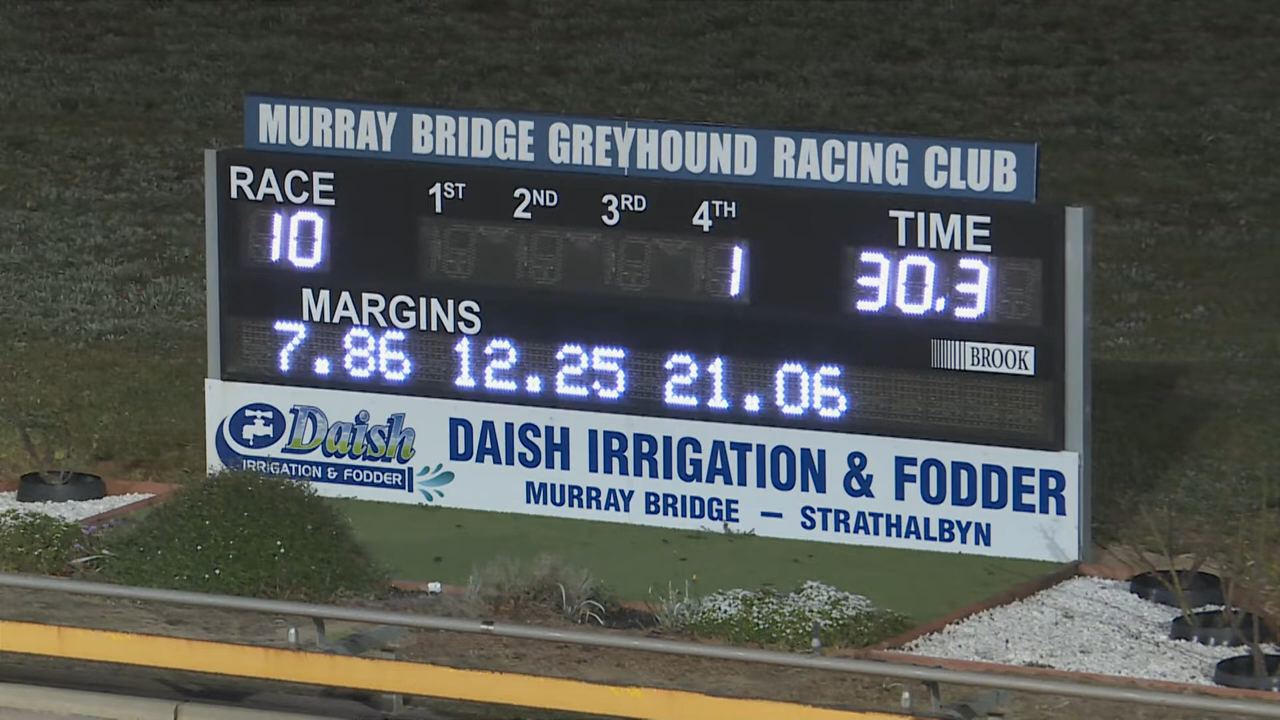 MURRAY BRIDGE GREYHOUND RACING CLUB
RACE 1ST 2ND 3RD 4TH TIME
10 1 30.3
MARGINS
7.86 12.25 21.06
BROOK
Daish
IRRIGATION & FODDER
DAISH IRRIGATION & FODDER
MURRAY BRIDGE – STRATHALBYN